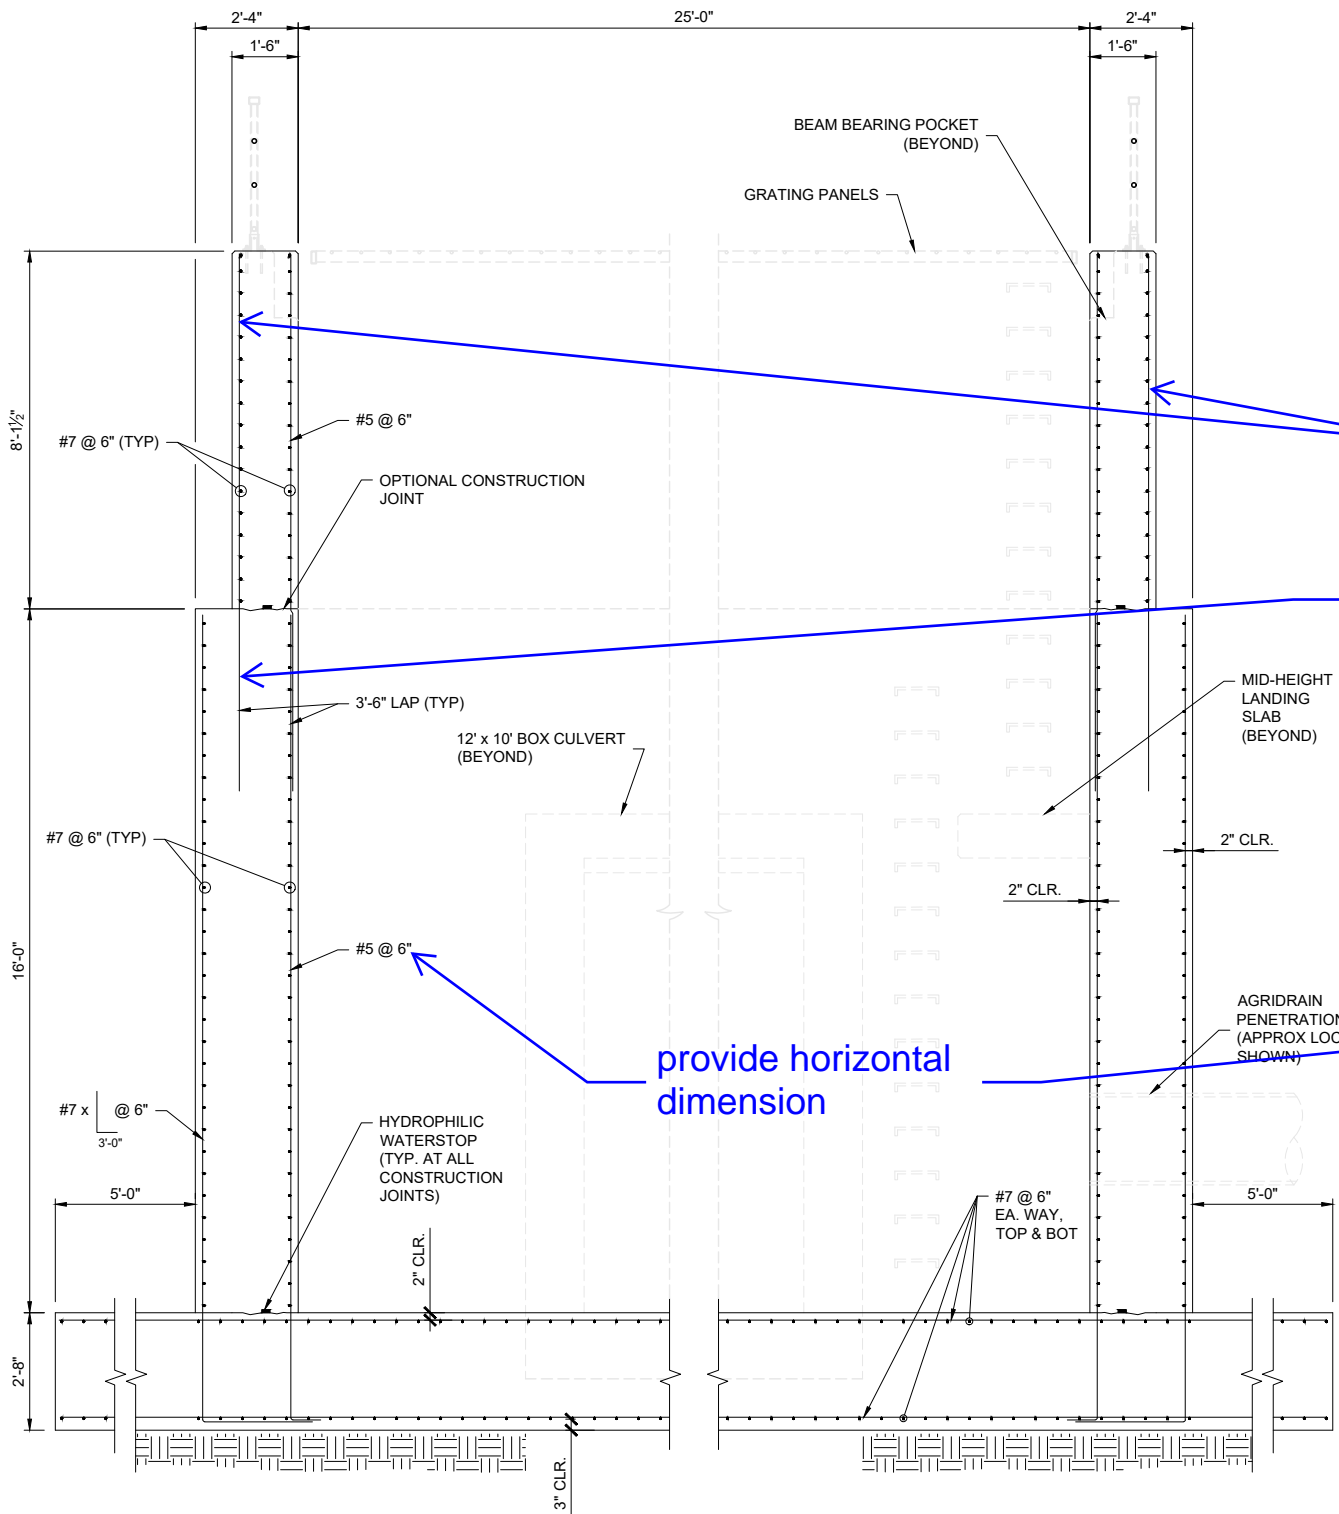 2'-4"
25'-0"
2'-4"
1'-6"
1'-6"
BEAM BEARING POCKET
(BEYOND)
GRATING PANELS
8'-1½"
#5 @ 6"
#7 @ 6" (TYP)
OPTIONAL CONSTRUCTION
JOINT
MID-HEIGHT
LANDING
SLAB
(BEYOND)
3'-6" LAP (TYP)
12' x 10' BOX CULVERT
(BEYOND)
#7 @ 6" (TYP)
2" CLR.
2" CLR.
16'-0"
#5 @ 6"
AGRIDRAIN
PENETRATION
(APPROX LOC
SHOWN)
provide horizontal
dimension
#7 x @ 6"
3'-0"
HYDROPHILIC
WATERSTOP
(TYP. AT ALL
CONSTRUCTION
JOINTS)
5'-0"
#7 @ 6"
EA. WAY,
TOP & BOT
5'-0"
2" CLR.
2'-8"
3" CLR.